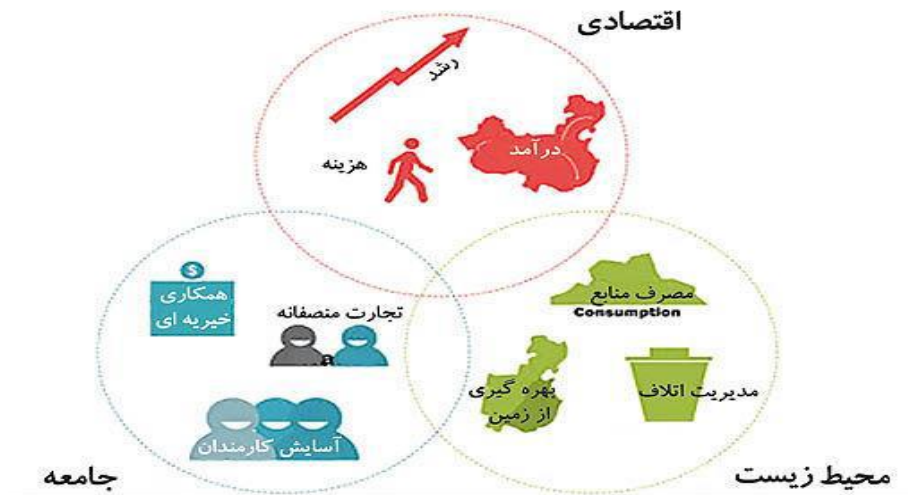 اقتصادی
رشد
درآمد
هزینه
$
همکاری
خیریه ای
تجارت منصفانه
a
آسایش کارمندان
جامعه
مصرف منابع
Consumption
بهره گیری
از زمین
مدیریت اتلاف
محیط زیست